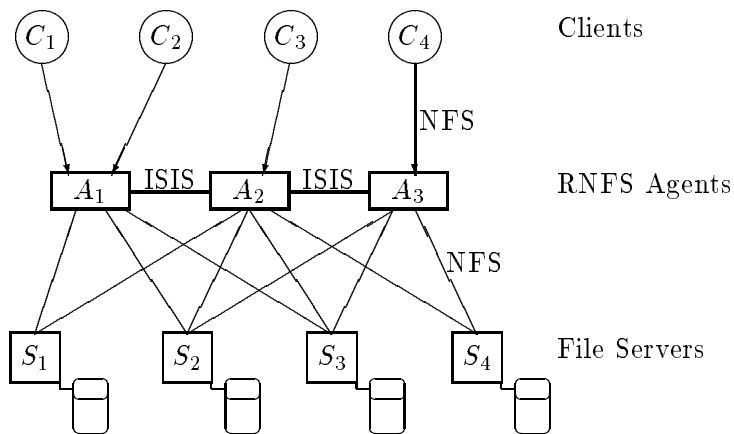 C1 C2 C3 C4 Clients
NFS
A1 ISIS A2 ISIS A3 RNFS Agents
NFS
S1 S2 S3 S4 File Servers